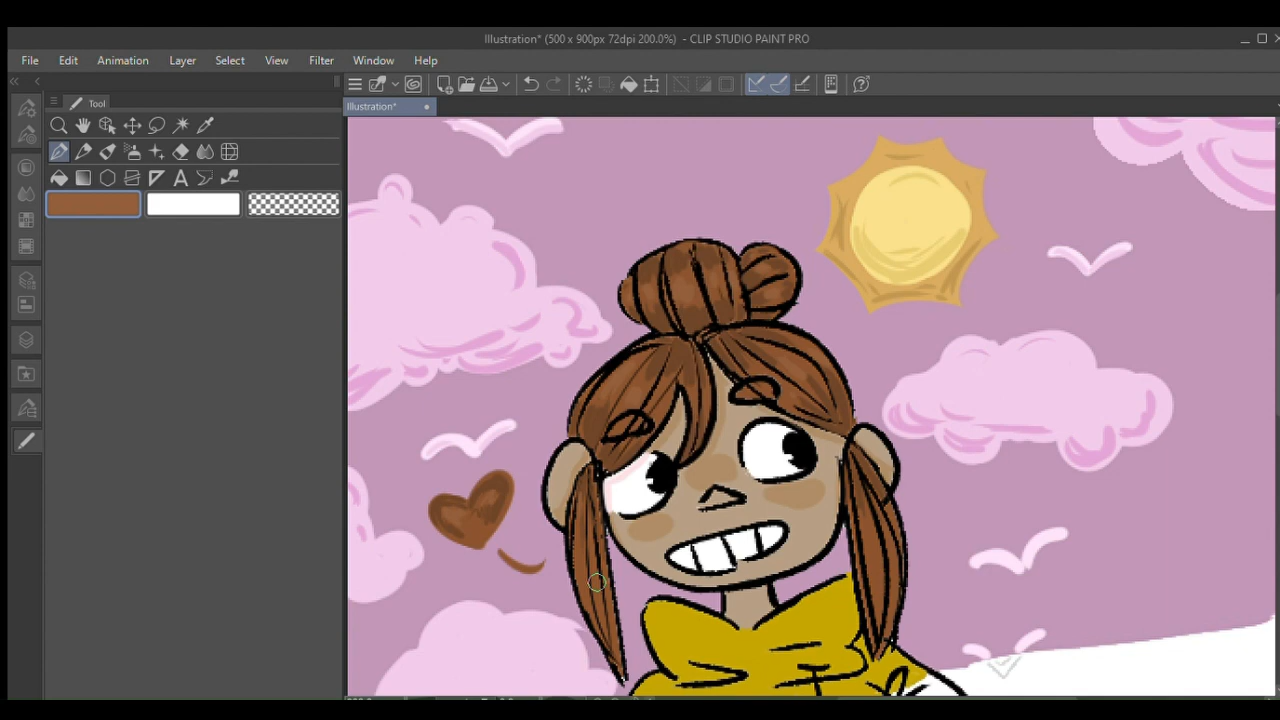 Illustration* (500 x 900px 72dpi 200.0%) - CLIP STUDIO PAINT PRO
File Edit Animation Layer Select View Filter Window Help
Tool
Illustration*